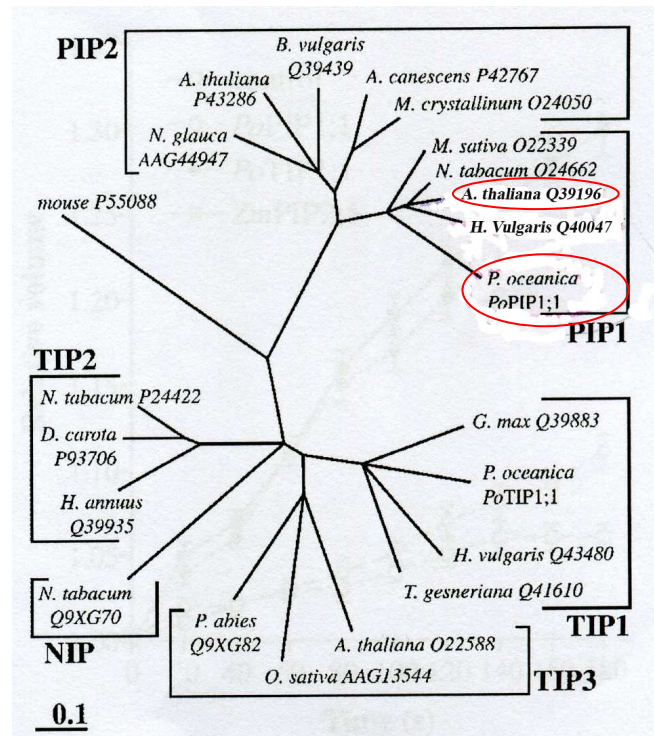 PIP2
B. vulgaris
Q39439
A. thaliana
P43286
A. canescens P42767
M. crystallinum O24050
N. glauca
AAG44947
M. sativa O22339
N. tabacum O24662
A. thaliana Q39196
H. Vulgaris Q40047
P. oceanica
PoPIP1;1
PIP1
mouse P55088
TIP2
N. tabacum P24422
D. carota
P93706
H. annuus
Q39935
G. max Q39883
P. oceanica
PoTIP1;1
H. vulgaris Q43480
T. gesneriana Q41610
TIP1
N. tabacum
Q9XG70
NIP
P. abies
Q9XG82
A. thaliana O22588
O. sativa AAG13544
TIP3
0.1